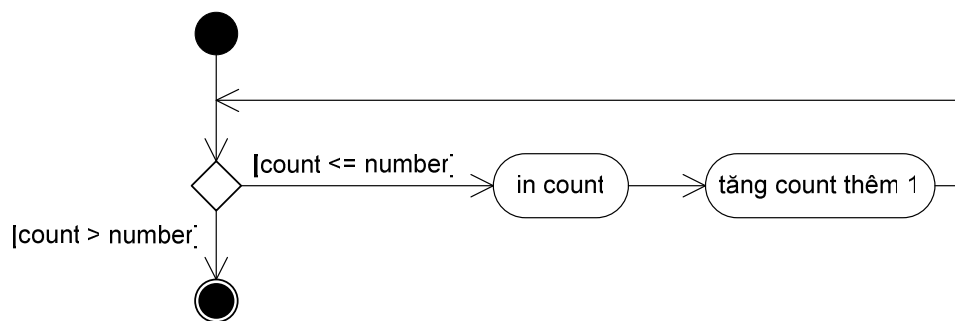 [count <= number]
in count
tăng count thêm 1
[count > number]